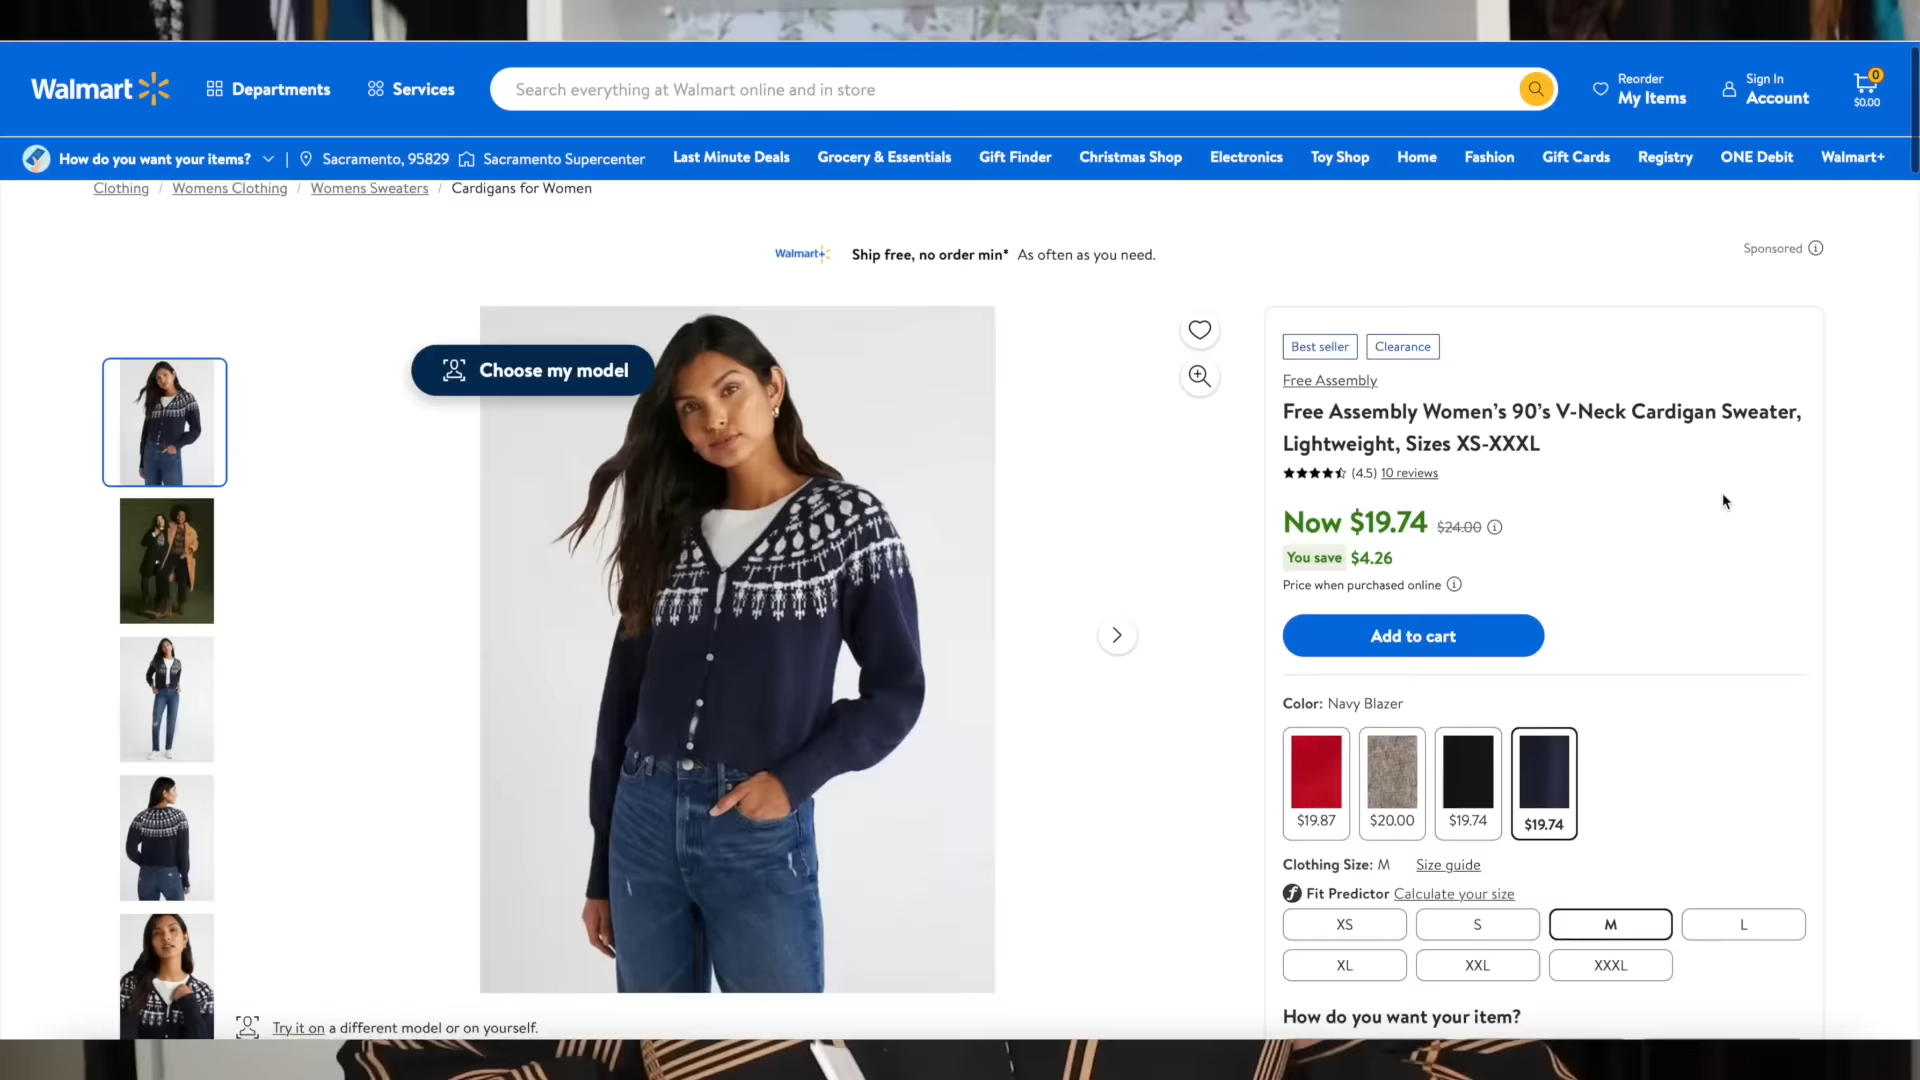 Walmart
Departments
Services
Search everything at Walmart online and in store
Reorder
My Items
Sign In
Account
0
$0.00
How do you want your items?
Sacramento, 95829
Sacramento Supercenter
Last Minute Deals
Grocery & Essentials
Gift Finder
Christmas Shop
Electronics
Toy Shop
Home
Fashion
Gift Cards
Registry
ONE Debit
Walmart+
Clothing / Womens Clothing / Womens Sweaters / Cardigans for Women
Walmart+ Ship free, no order min* As often as you need.
Sponsored
Choose my model
Best seller
Clearance
Free Assembly
Free Assembly Women’s 90’s V-Neck Cardigan Sweater,
Lightweight, Sizes XS-XXXL
(4.5) 10 reviews
Now $19.74 $24.00
You save $4.26
Price when purchased online
Add to cart
Color: Navy Blazer
$19.87
$20.00
$19.74
$19.74
Clothing Size: M Size guide
Fit Predictor Calculate your size
XS
S
M
L
XL
XXL
XXXL
How do you want your item?
Try it on a different model or on yourself.